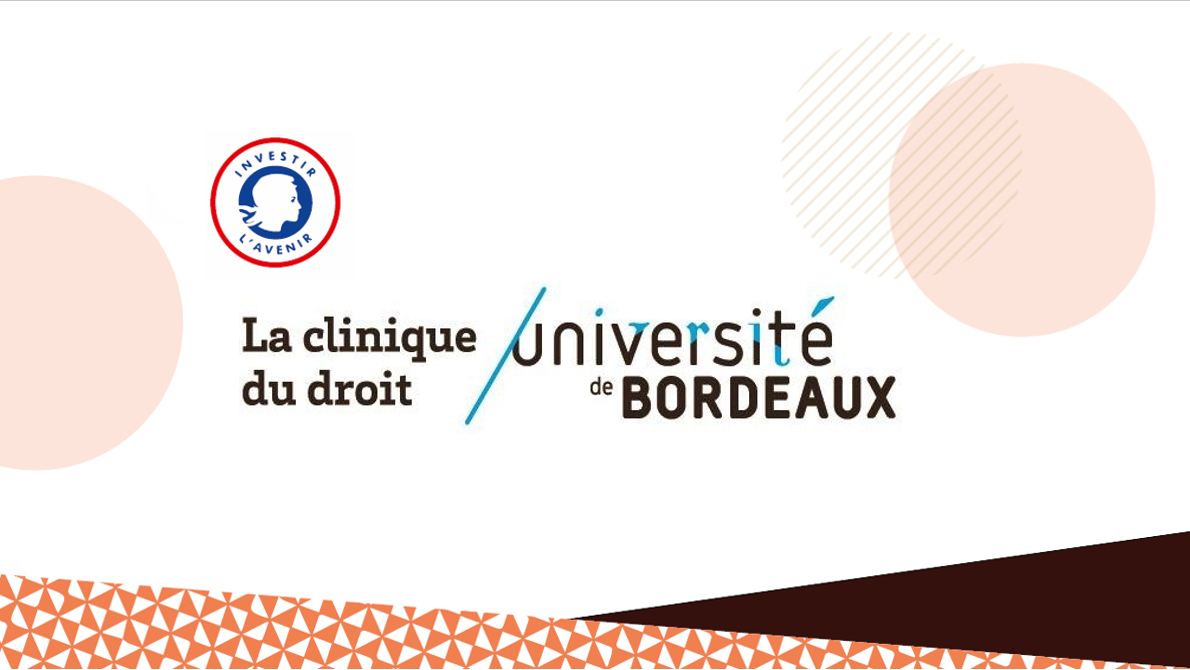 INVESTIR
L'AVENIR
La clinique
du droit
université
de BORDEAUX